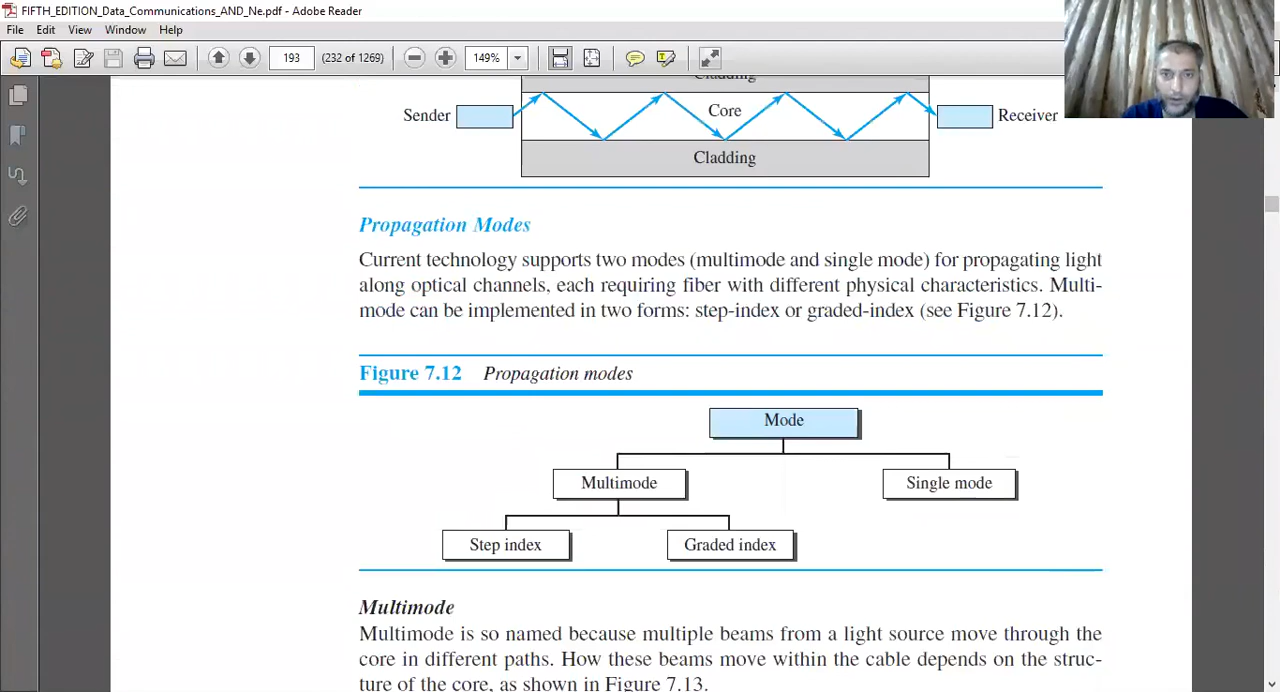 FIFTH_EDITION_Data_Communications_AND_Ne.pdf - Adobe Reader
File Edit View Window Help
193 (232 of 1269) 149%
Cladding
Sender Core Receiver
Cladding
Propagation Modes
Current technology supports two modes (multimode and single mode) for propagating light
along optical channels, each requiring fiber with different physical characteristics. Multi-
mode can be implemented in two forms: step-index or graded-index (see Figure 7.12).
Figure 7.12 Propagation modes
Mode
Multimode Single mode
Step index Graded index
Multimode
Multimode is so named because multiple beams from a light source move through the
core in different paths. How these beams move within the cable depends on the struc-
ture of the core, as shown in Figure 7.13.